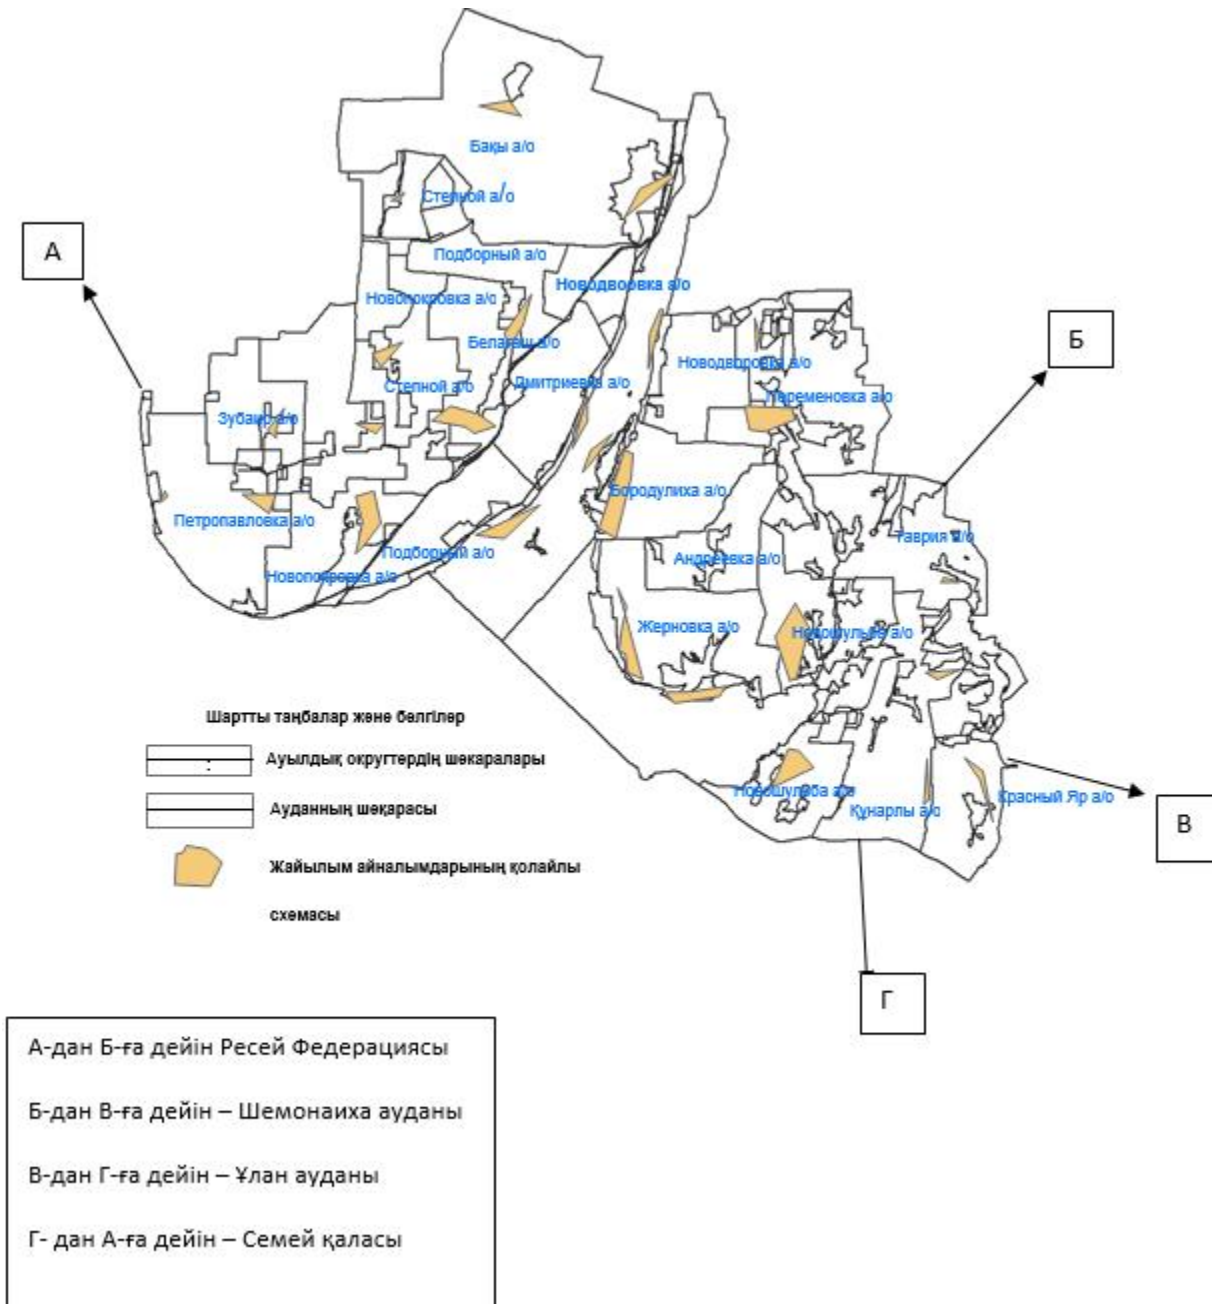 Бақы а/о
Степной а/о
А
Подборный а/о
Новодворовка а/о
Новопокровка а/о
Б
Белағаш а/о
Новодворовка а/о
Дмитриевка а/о
Степной а/о
Переменовка а/о
Зубаир а/о
Бородулиха а/о
Петропавловка а/о
Таврия а/о
Подборный а/о
Андреевка а/о
Новопокровка а/о
Жерновка а/о
Новошульба а/о
Шартты таңбалар және белгілер
Ауылдық округтердің шекаралары
Новошульба а/о
Красный Яр а/о
Ауданның шекарасы
Құнарлы а/о
В
Жайылым айналымдарының қолайлы
схемасы
Г
А-дан Б-ға дейін Ресей Федерациясы
Б-дан В-ға дейін – Шемонаиха ауданы
В-дан Г-ға дейін – Ұлан ауданы
Г- дан А-ға дейін – Семей қаласы